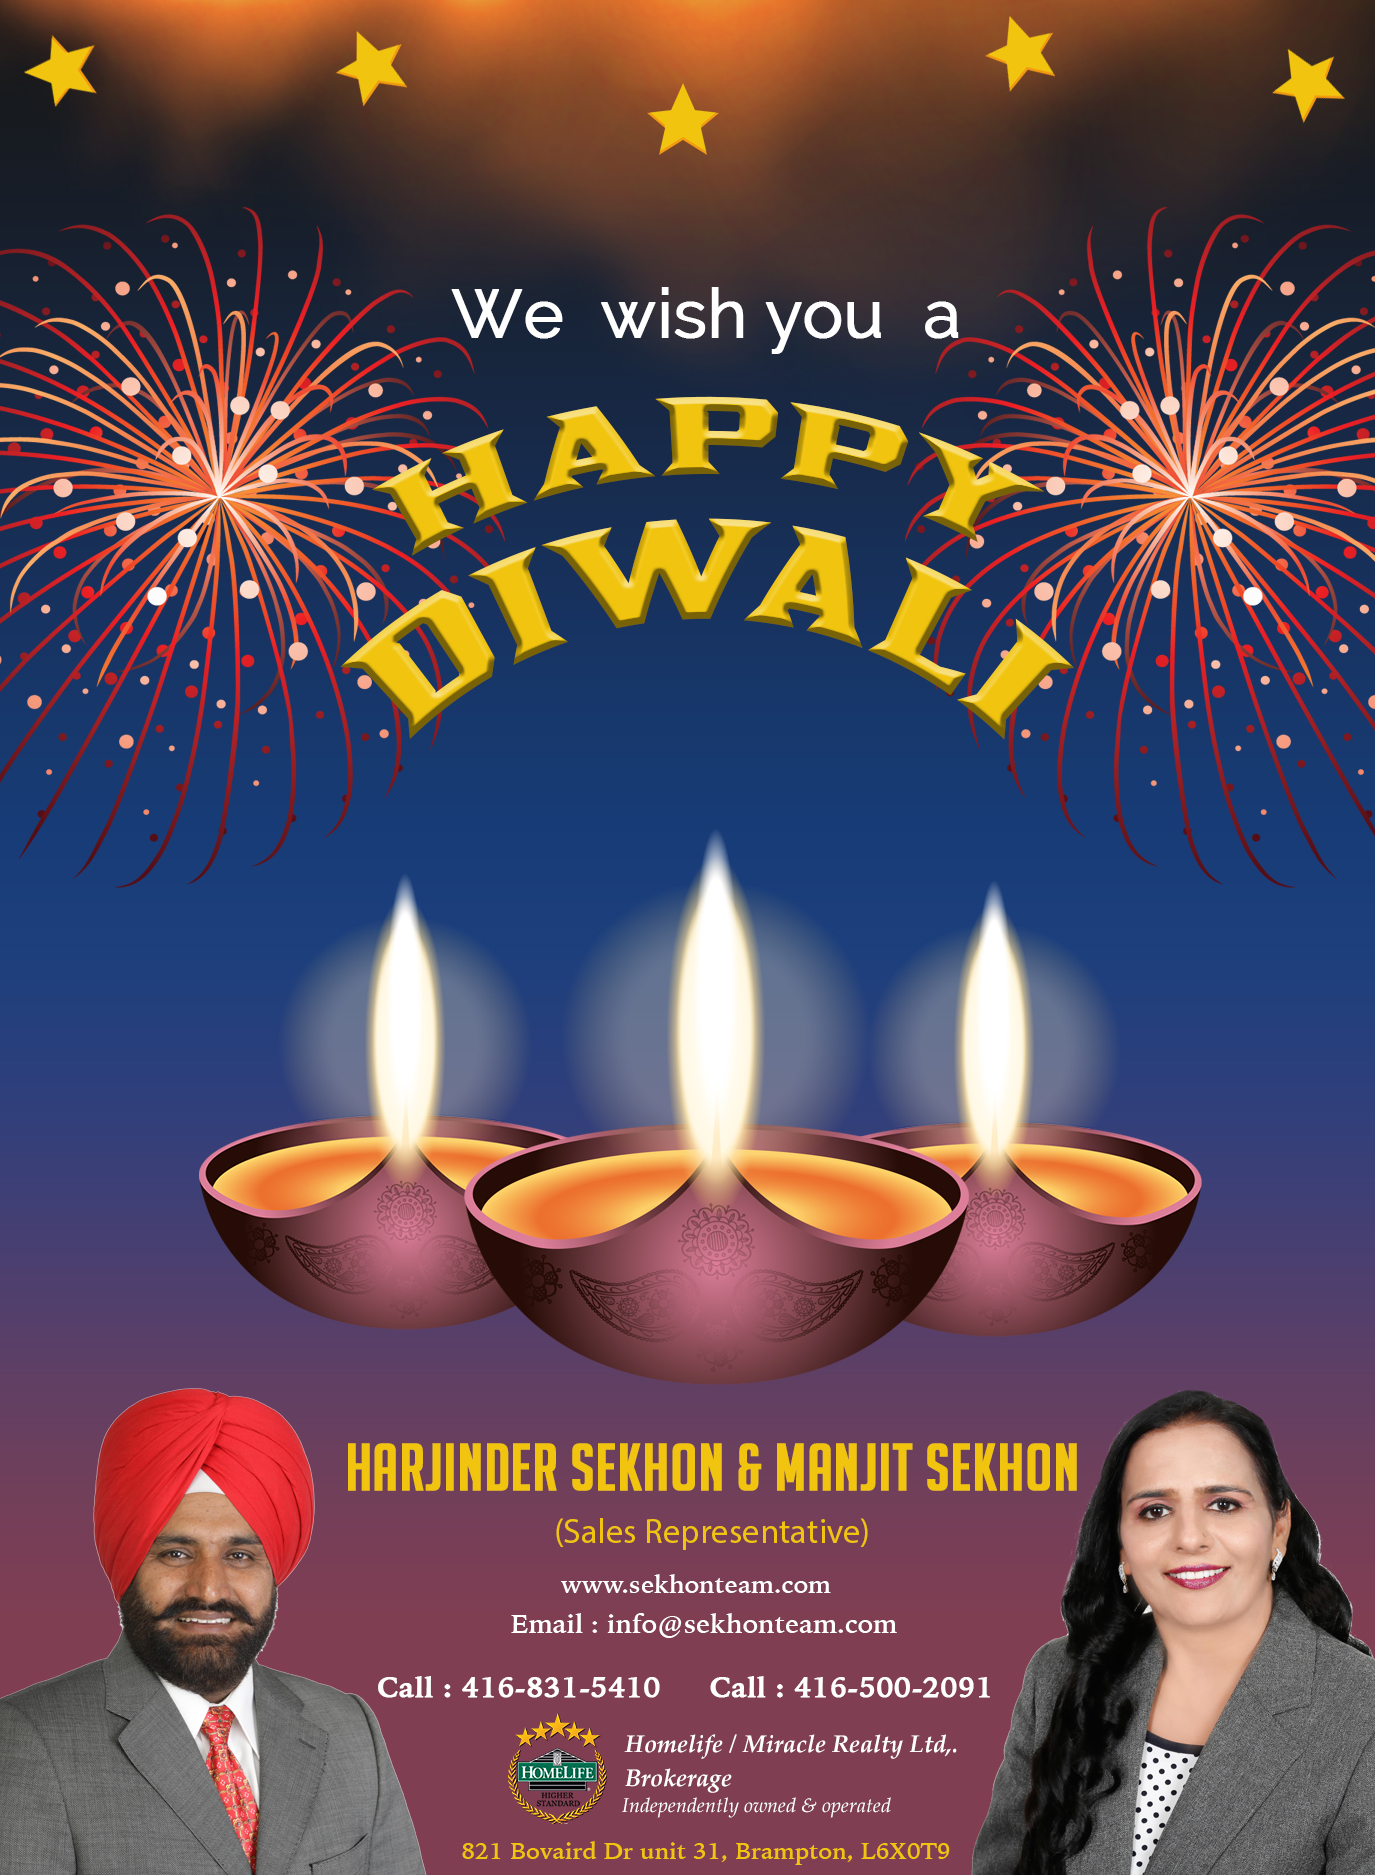 We wish you a
HAPPY
DIWALI
HARJINDER SEKHON & MANJIT SEKHON
(Sales Representative)
www.sekhonteam.com
Email : info@sekhonteam.com
Call : 416-831-5410 Call : 416-500-2091
HOMELIFE
HIGHER
STANDARD
Homelife / Miracle Realty Ltd,.
Brokerage
Independently owned & operated
821 Bovaird Dr unit 31, Brampton, L6X0T9